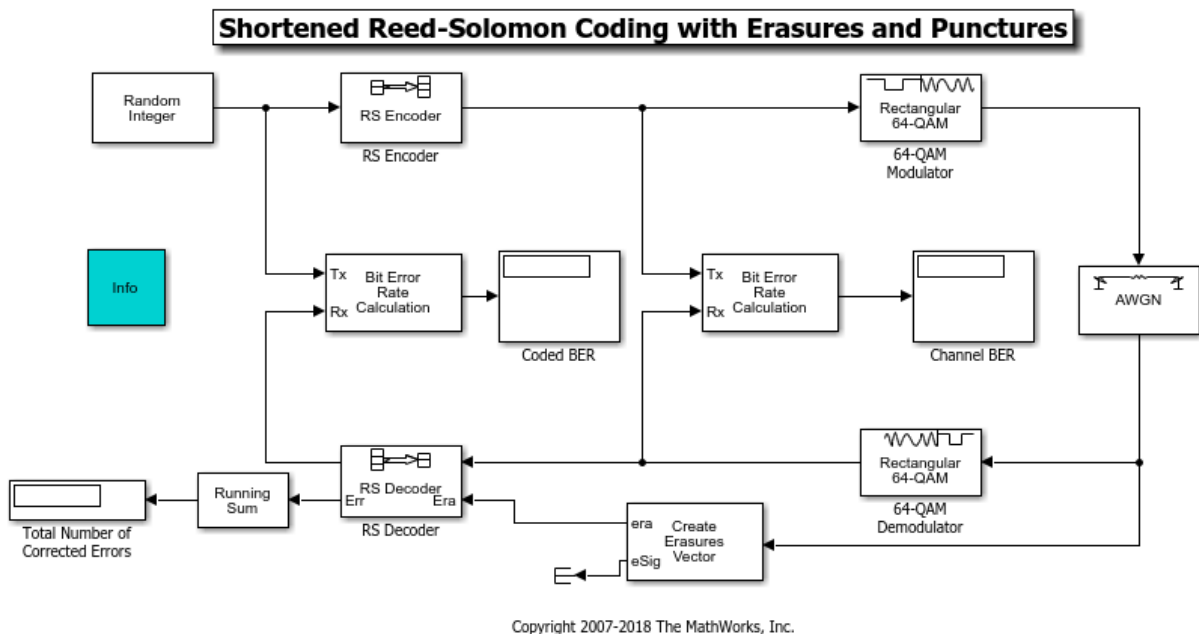 Shortened Reed-Solomon Coding with Erasures and Punctures
Random
Integer
RS Encoder
RS Encoder
Rectangular
64-QAM
64-QAM
Modulator
Info
Tx
Rx
Bit Error
Rate
Calculation
Coded BER
Tx
Rx
Bit Error
Rate
Calculation
Channel BER
AWGN
Total Number of
Corrected Errors
Running
Sum
RS Decoder
Err
Era
RS Decoder
Rectangular
64-QAM
64-QAM
Demodulator
era
eSig
Create
Erasures
Vector
Copyright 2007-2018 The MathWorks, Inc.